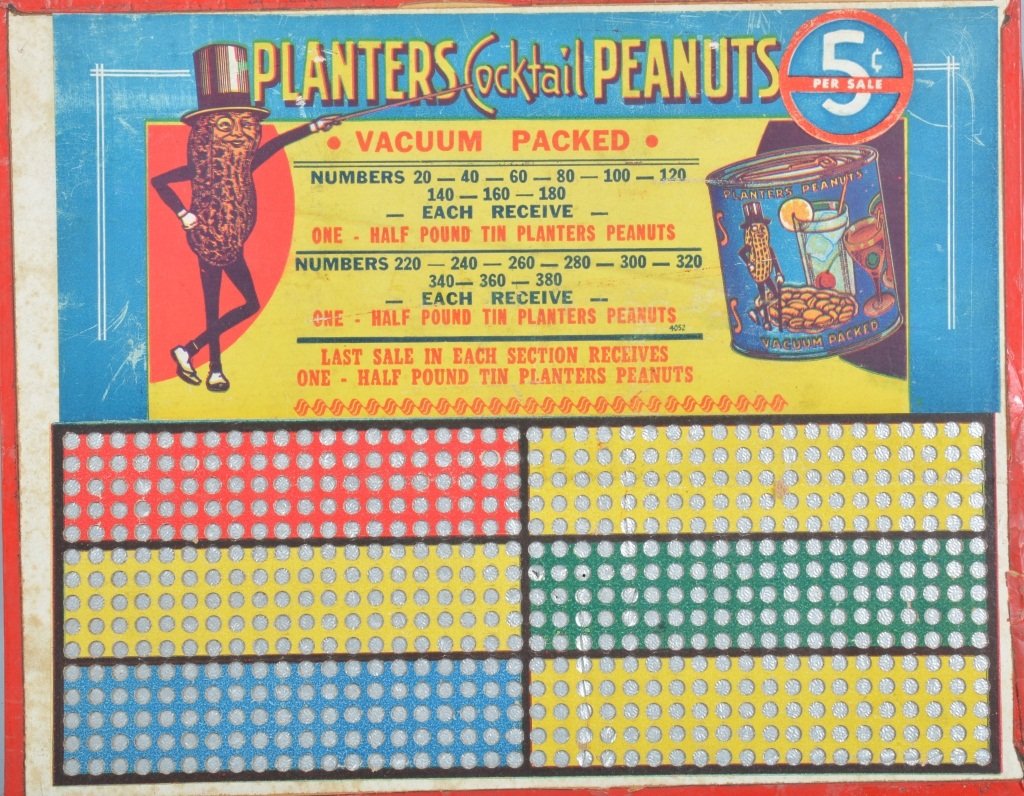 PLANTERS Cocktail PEANUTS
5¢
PER SALE
• VACUUM PACKED •
NUMBERS 20 — 40 — 60 — 80 — 100 — 120
140 — 160 — 180
— EACH RECEIVE —
ONE - HALF POUND TIN PLANTERS PEANUTS
NUMBERS 220 — 240 — 260 — 280 — 300 — 320
340 — 360 — 380
— EACH RECEIVE —
ONE - HALF POUND TIN PLANTERS PEANUTS
4052
LAST SALE IN EACH SECTION RECEIVES
ONE - HALF POUND TIN PLANTERS PEANUTS
PLANTERS PEANUTS
VACUUM PACKED